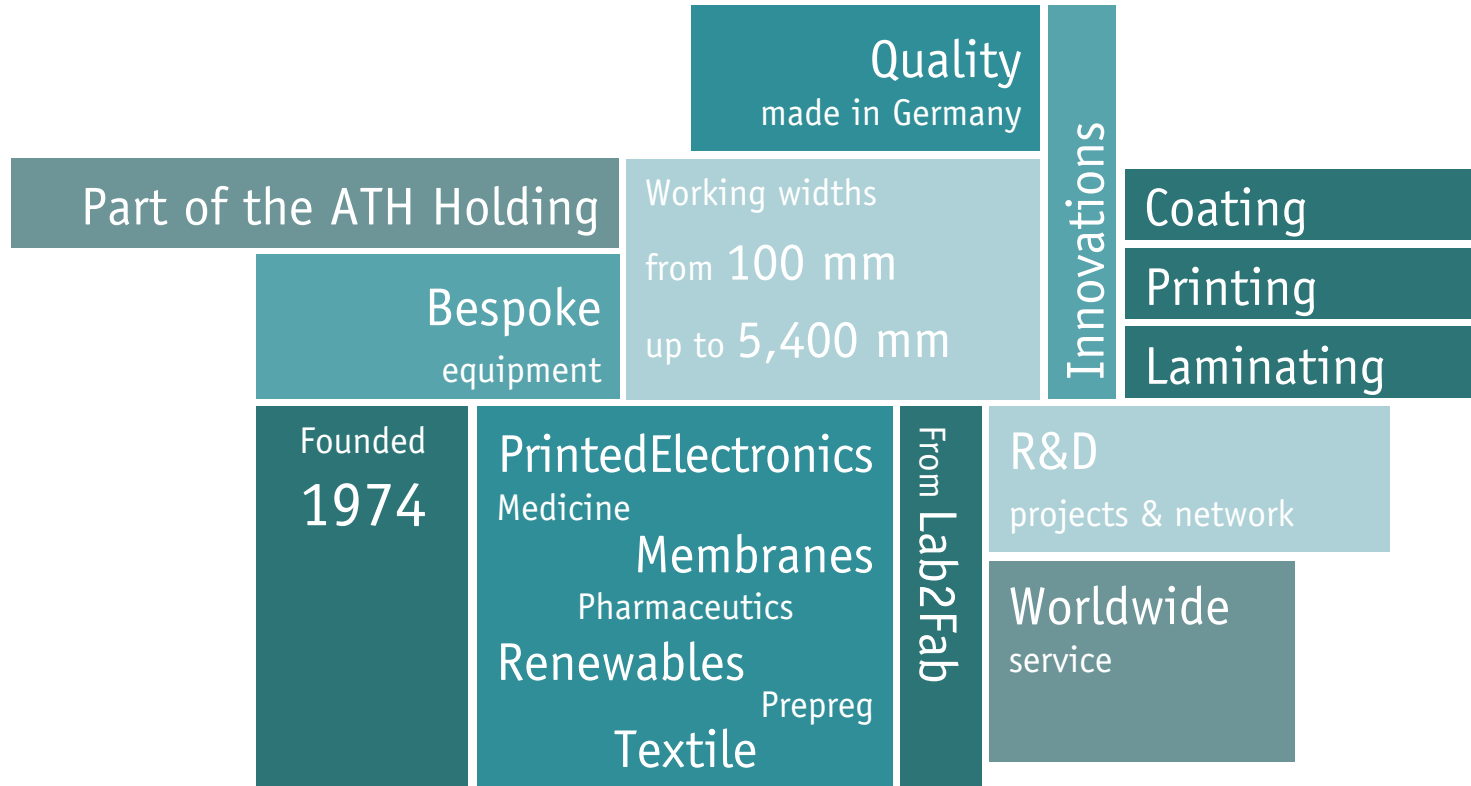 Quality
made in Germany
Innovations
Part of the ATH Holding
Working widths
from 100 mm
up to 5,400 mm
Coating
Printing
Laminating
Bespoke
equipment
Founded
1974
PrintedElectronics
Medicine
Membranes
Pharmaceutics
Renewables
Prepreg
Textile
From Lab2Fab
R&D
projects & network
Worldwide
service